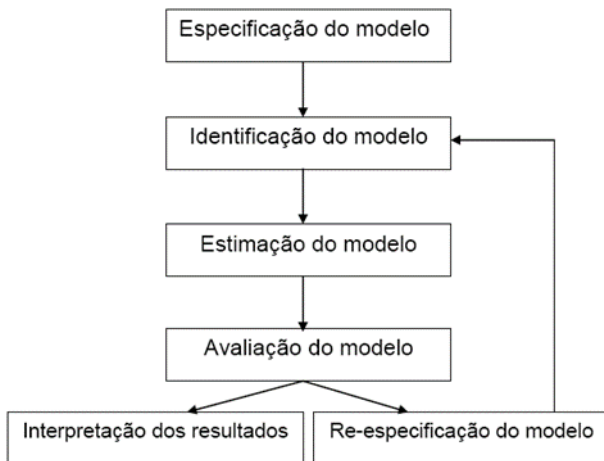 Especificação do modelo
Identificação do modelo
Estimação do modelo
Avaliação do modelo
Interpretação dos resultados
Re-especificação do modelo